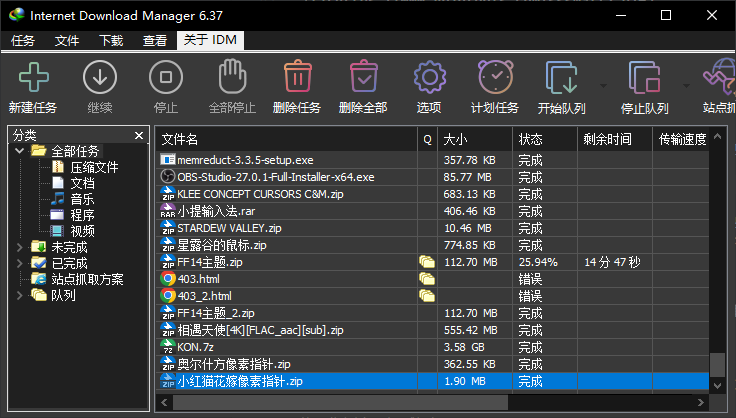 Internet Download Manager 6.37
任务 文件 下载 查看 关于 IDM
新建任务 继续 停止 全部停止 删除任务 删除全部 选项 计划任务 开始队列 停止队列 站点抓
分类
全部任务
压缩文件
文档
音乐
程序
视频
未完成
已完成
站点抓取方案
队列
文件名 Q 大小 状态 剩余时间 传输速度
memreduct-3.3.5-setup.exe 357.78 KB 完成
OBS-Studio-27.0.1-Full-Installer-x64.exe 85.77 MB 完成
KLEE CONCEPT CURSORS C&M.zip 683.13 KB 完成
小提输入法.rar 406.46 KB 完成
STARDEW VALLEY.zip 10.46 MB 完成
星露谷的鼠标.zip 774.85 KB 完成
FF14主题.zip 112.70 MB 25.94% 14 分 47 秒
403.html 错误
403_2.html 错误
FF14主题_2.zip 112.70 MB 完成
相遇天使[4K][FLAC_aac][sub].zip 555.42 MB 完成
KON.7z 3.58 GB 完成
奥尔什方像素指针.zip 362.55 KB 完成
小红猫花嫁像素指针.zip 1.90 MB 完成